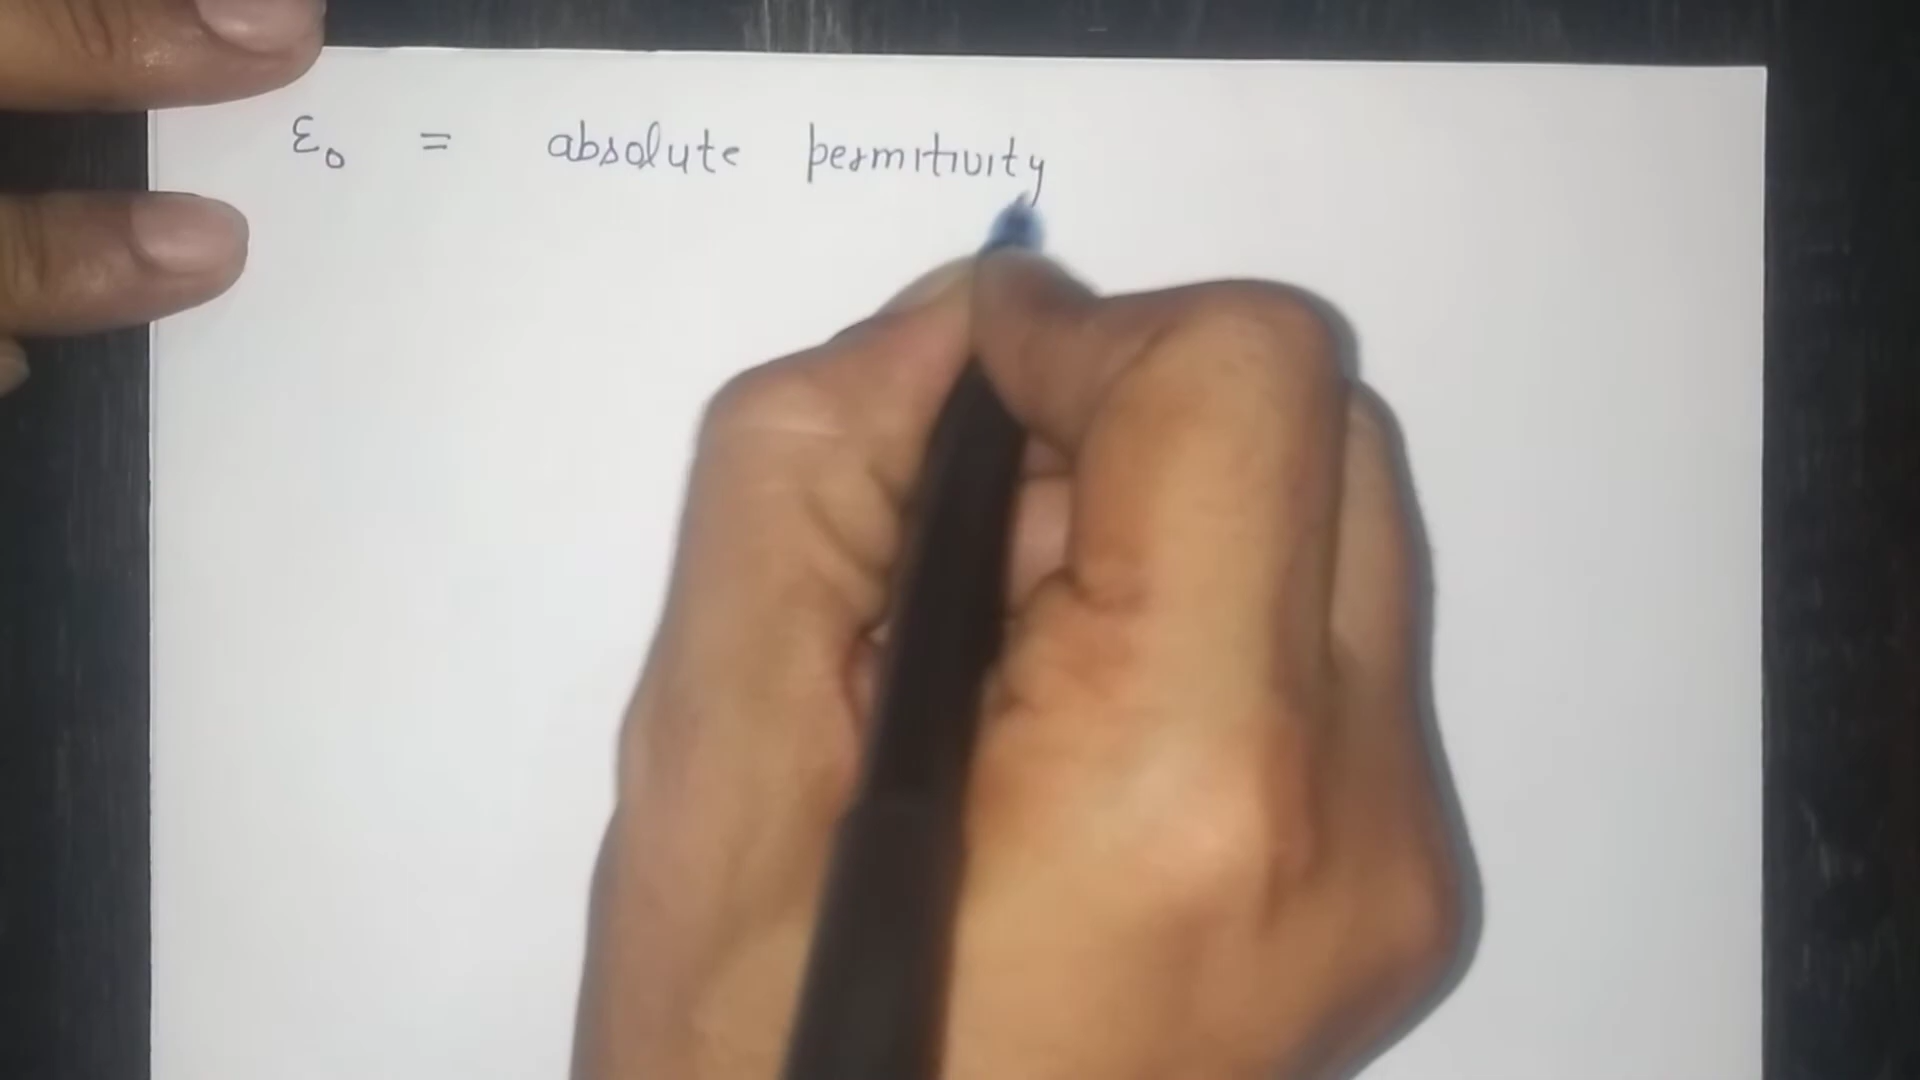 ε₀ = absolute permitivity